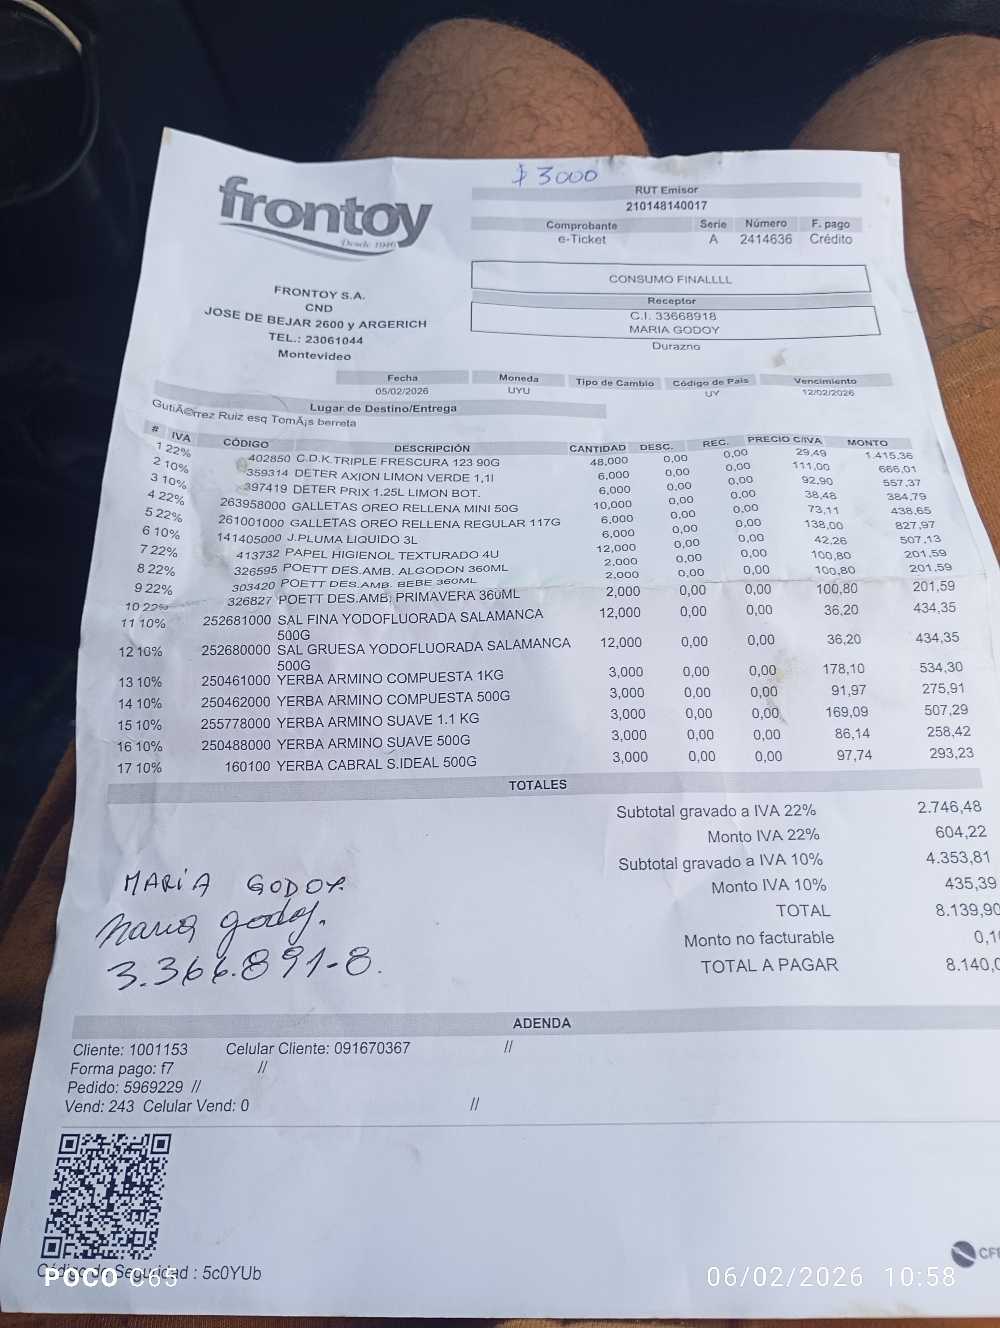 $ 3000
frontoy
Desde 1946
RUT Emisor
210148140017
Comprobante Serie Número F. pago
e-Ticket A 2414636 Crédito
CONSUMO FINALLLL
Receptor
C.I. 33668918
MARIA GODOY
Durazno
FRONTOY S.A.
CND
JOSE DE BEJAR 2600 y ARGERICH
TEL.: 23061044
Montevideo
Fecha Moneda Tipo de Cambio Código de País Vencimiento
05/02/2026 UYU UY 12/02/2026
Lugar de Destino/Entrega
GutiÃ©rrez Ruiz esq TomÃ¡s berreta
# IVA CÓDIGO DESCRIPCIÓN CANTIDAD DESC. REC. PRECIO C/IVA MONTO
1 22% 402850 C.D.K.TRIPLE FRESCURA 123 90G 48,000 0,00 0,00 29,49 1.415,36
2 10% 359314 DETER AXION LIMON VERDE 1,1l 6,000 0,00 0,00 111,00 666,01
3 10% 397419 DETER PRIX 1.25L LIMON BOT. 6,000 0,00 0,00 92,90 557,37
4 22% 263958000 GALLETAS OREO RELLENA MINI 50G 10,000 0,00 0,00 38,48 384,79
5 22% 261001000 GALLETAS OREO RELLENA REGULAR 117G 6,000 0,00 0,00 73,11 438,65
6 10% 141405000 J.PLUMA LIQUIDO 3L 6,000 0,00 0,00 138,00 827,97
7 22% 413732 PAPEL HIGIENOL TEXTURADO 4U 12,000 0,00 0,00 42,26 507,13
8 22% 326595 POETT DES.AMB. ALGODON 360ML 2,000 0,00 0,00 100,80 201,59
9 22% 303420 POETT DES.AMB. BEBE 360ML 2,000 0,00 0,00 100,80 201,59
10 22% 326827 POETT DES.AMB. PRIMAVERA 360ML 2,000 0,00 0,00 100,80 201,59
11 10% 252681000 SAL FINA YODOFLUORADA SALAMANCA 12,000 0,00 0,00 36,20 434,35
500G
12 10% 252680000 SAL GRUESA YODOFLUORADA SALAMANCA 12,000 0,00 0,00 36,20 434,35
500G
13 10% 250461000 YERBA ARMINO COMPUESTA 1KG 3,000 0,00 0,00 178,10 534,30
14 10% 250462000 YERBA ARMINO COMPUESTA 500G 3,000 0,00 0,00 91,97 275,91
15 10% 255778000 YERBA ARMINO SUAVE 1.1 KG 3,000 0,00 0,00 169,09 507,29
16 10% 250488000 YERBA ARMINO SUAVE 500G 3,000 0,00 0,00 86,14 258,42
17 10% 160100 YERBA CABRAL S.IDEAL 500G 3,000 0,00 0,00 97,74 293,23
TOTALES
Subtotal gravado a IVA 22% 2.746,48
Monto IVA 22% 604,22
Subtotal gravado a IVA 10% 4.353,81
Monto IVA 10% 435,39
TOTAL 8.139,90
Monto no facturable 0,10
TOTAL A PAGAR 8.140,0
MARIA GODOY.
Maria godoy.
3.366.891-8.
ADENDA
Cliente: 1001153 Celular Cliente: 091670367 //
Forma pago: f7 //
Pedido: 5969229 //
Vend: 243 Celular Vend: 0 //
Código de Seguridad : 5c0YUb
CFE
POCO C65
06/02/2026 10:58